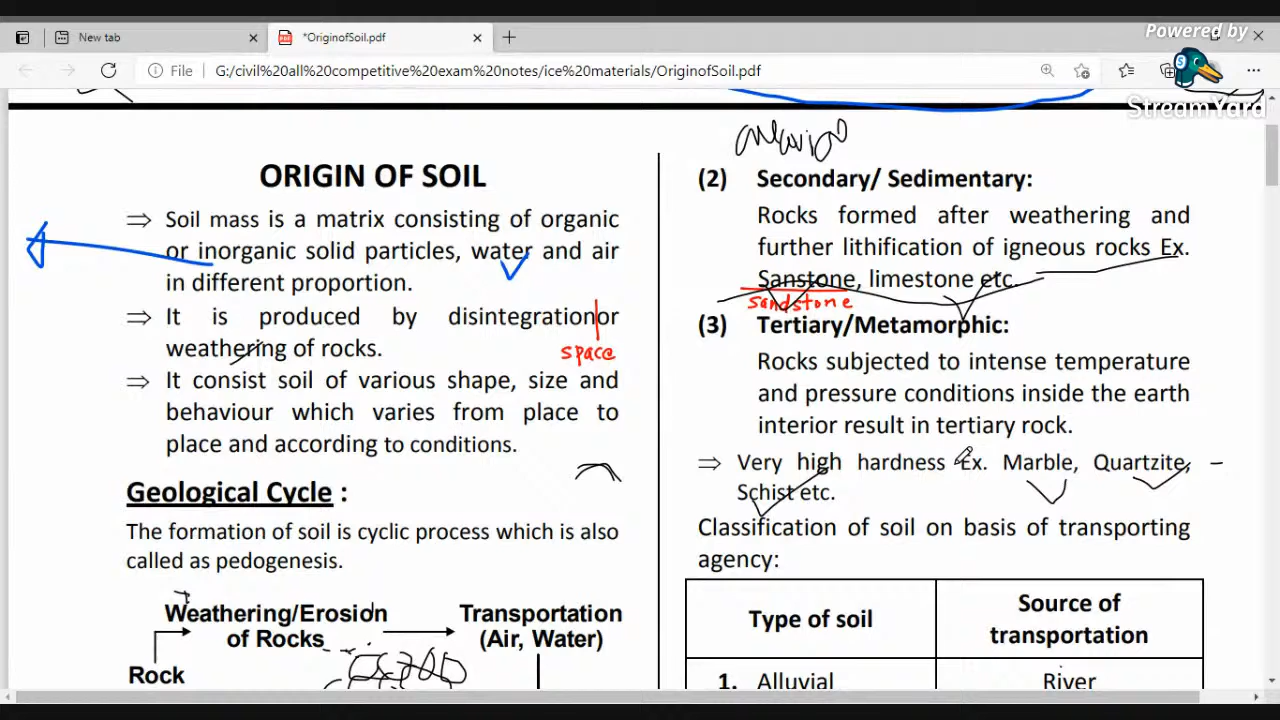 New tab
*OriginofSoil.pdf
Powered by
File
G:/civil%20all%20competitive%20exam%20notes/ice%20materials/OriginofSoil.pdf
StreamYard
ORIGIN OF SOIL
⇒ Soil mass is a matrix consisting of organic
or inorganic solid particles, water and air
in different proportion.
⇒ It is produced by disintegrationor
space
weathering of rocks.
⇒ It consist soil of various shape, size and
behaviour which varies from place to
place and according to conditions.
Geological Cycle :
The formation of soil is cyclic process which is also
called as pedogenesis.
Weathering/Erosion
of Rocks
Transportation
(Air, Water)
Rock
(2) Secondary/ Sedimentary:
Rocks formed after weathering and
further lithification of igneous rocks Ex.
Sanstone, limestone etc.
sandstone
(3) Tertiary/Metamorphic:
Rocks subjected to intense temperature
and pressure conditions inside the earth
interior result in tertiary rock.
⇒ Very high hardness Ex. Marble, Quartzite,
Schist etc.
Classification of soil on basis of transporting
agency:
Type of soil
Source of
transportation
1. Alluvial
River